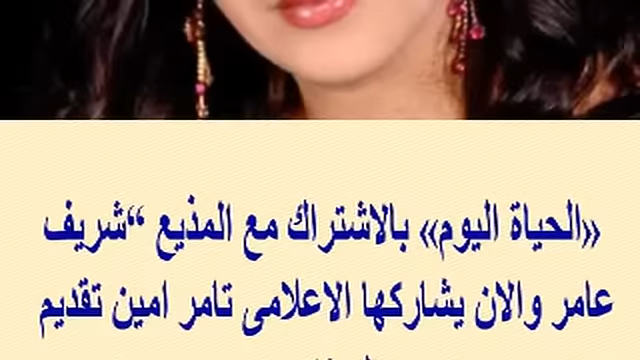 «الحياة اليوم» بالاشتراك مع المذيع “شريف
عامر والان يشاركها الاعلامى تامر امين تقديم